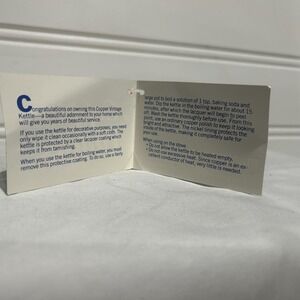 Congratulations on owning this Copper Vintage
Kettle—a beautiful adornment to your home which
will give you years of beautiful service.
If you use the kettle for decorative purposes, you need
only wipe it clean occasionally with a soft cloth. The
kettle is protected by a clear lacquer coating which
keeps it from tarnishing.
When you use the kettle for boiling water, you must
remove this protective coating. To do so, use a fairly
large pot to boil a solution of 1 tsp. baking soda and
water. Dip the kettle in the boiling water for about 15
minutes, after which the lacquer will begin to peel
off. Wash the kettle thoroughly before use. From this
point, use an ordinary copper polish to keep it looking
bright and attractive. The nickel lining protects the
inside of the kettle, making it completely safe for
your use.
When using on the stove
• Do not allow the kettle to be heated empty.
• Do not use excessive heat. Since copper is an ex-
cellent conductor of heat, very little is needed.